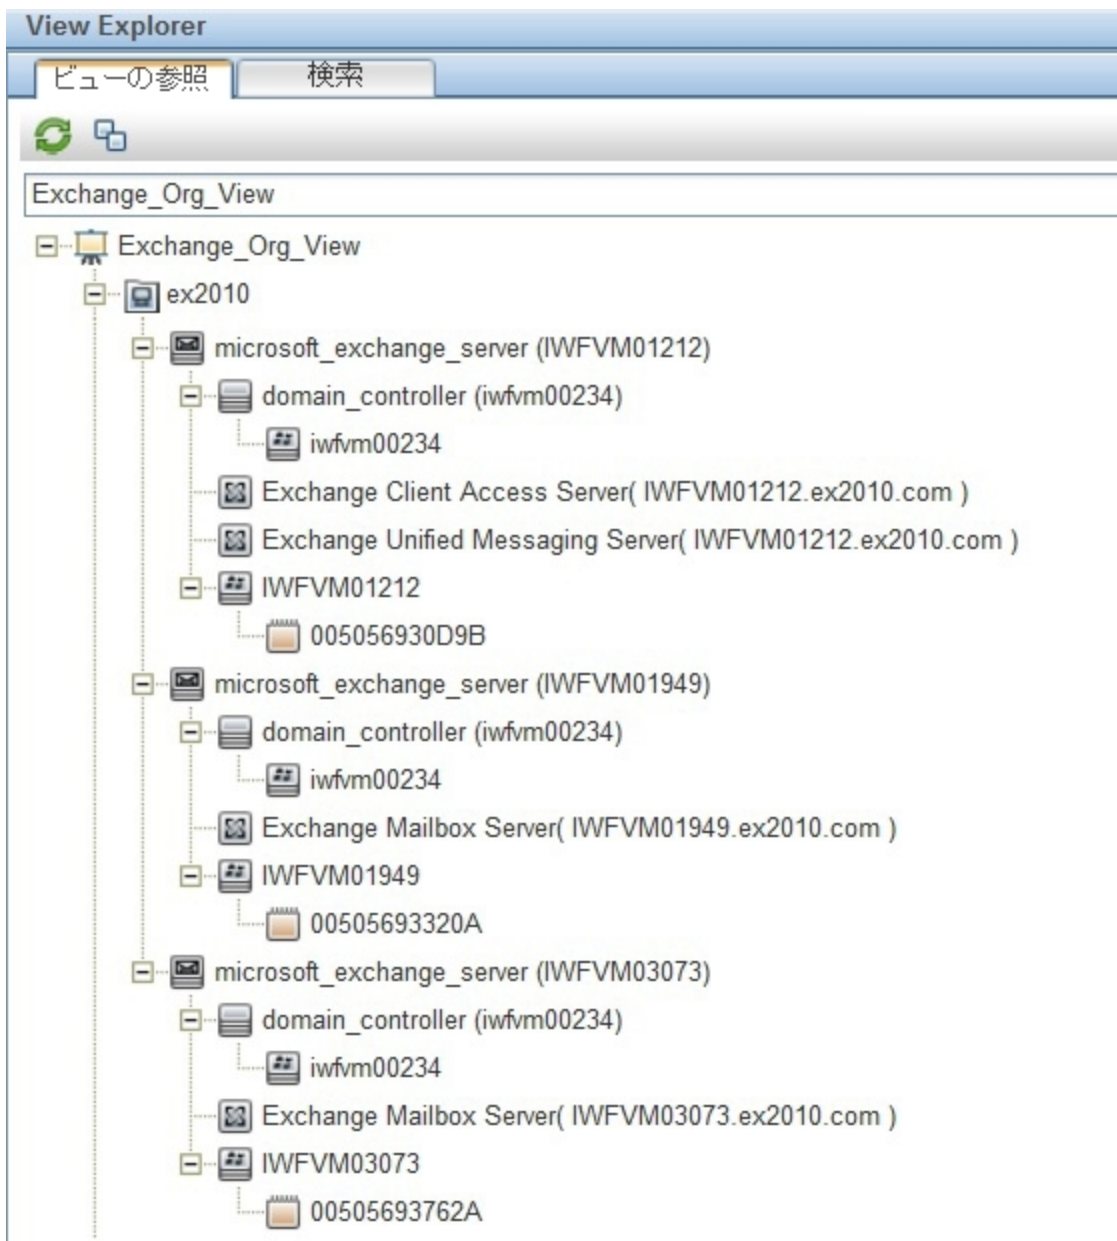 View Explorer
ビューの参照 検索
Exchange_Org_View
Exchange_Org_View
ex2010
microsoft_exchange_server (IWFVM01212)
domain_controller (iwfvm00234)
iwfvm00234
Exchange Client Access Server( IWFVM01212.ex2010.com )
Exchange Unified Messaging Server( IWFVM01212.ex2010.com )
IWFVM01212
005056930D9B
microsoft_exchange_server (IWFVM01949)
domain_controller (iwfvm00234)
iwfvm00234
Exchange Mailbox Server( IWFVM01949.ex2010.com )
IWFVM01949
00505693320A
microsoft_exchange_server (IWFVM03073)
domain_controller (iwfvm00234)
iwfvm00234
Exchange Mailbox Server( IWFVM03073.ex2010.com )
IWFVM03073
00505693762A